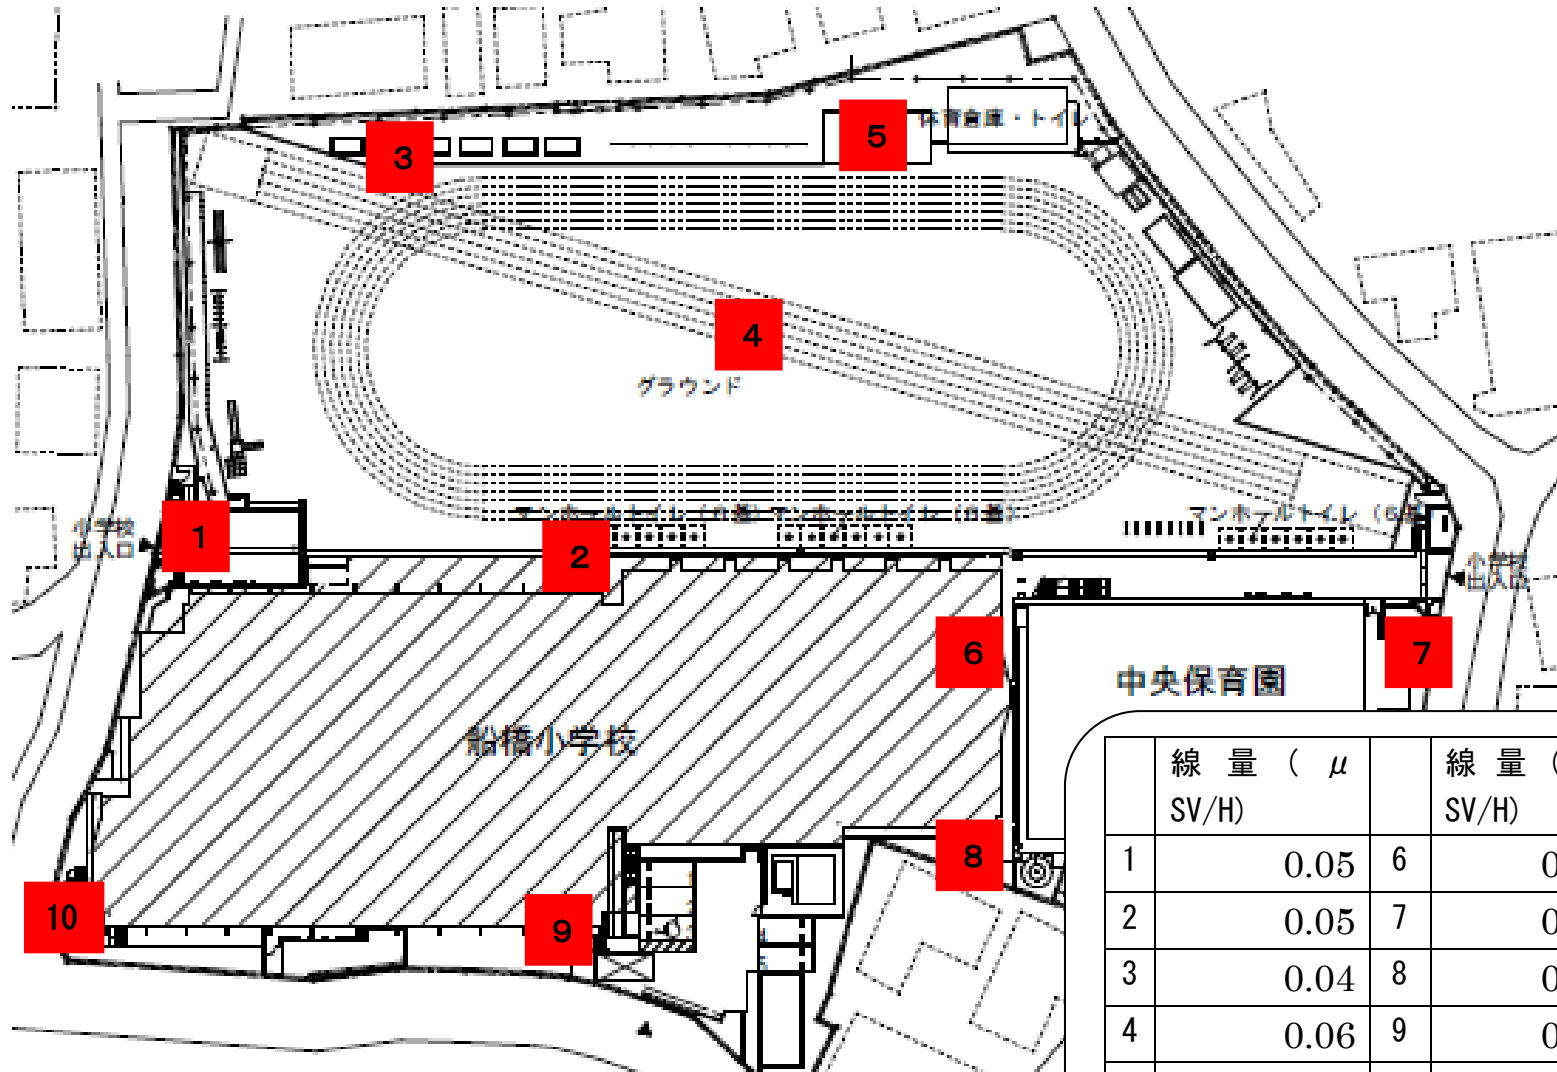 3
5
体育倉庫・トイレ
4
グラウンド
1
小学校
出入口
2
マンホールトイレ（6基）
マンホールトイレ（6基）
マンホールトイレ（6基
小学校
出入口
6
中央保育園
7
船橋小学校
8
9
10
線量（μ
SV/H)
線量（
SV/H)
1 0.05 6 0
2 0.05 7 0
3 0.04 8 0
4 0.06 9 0